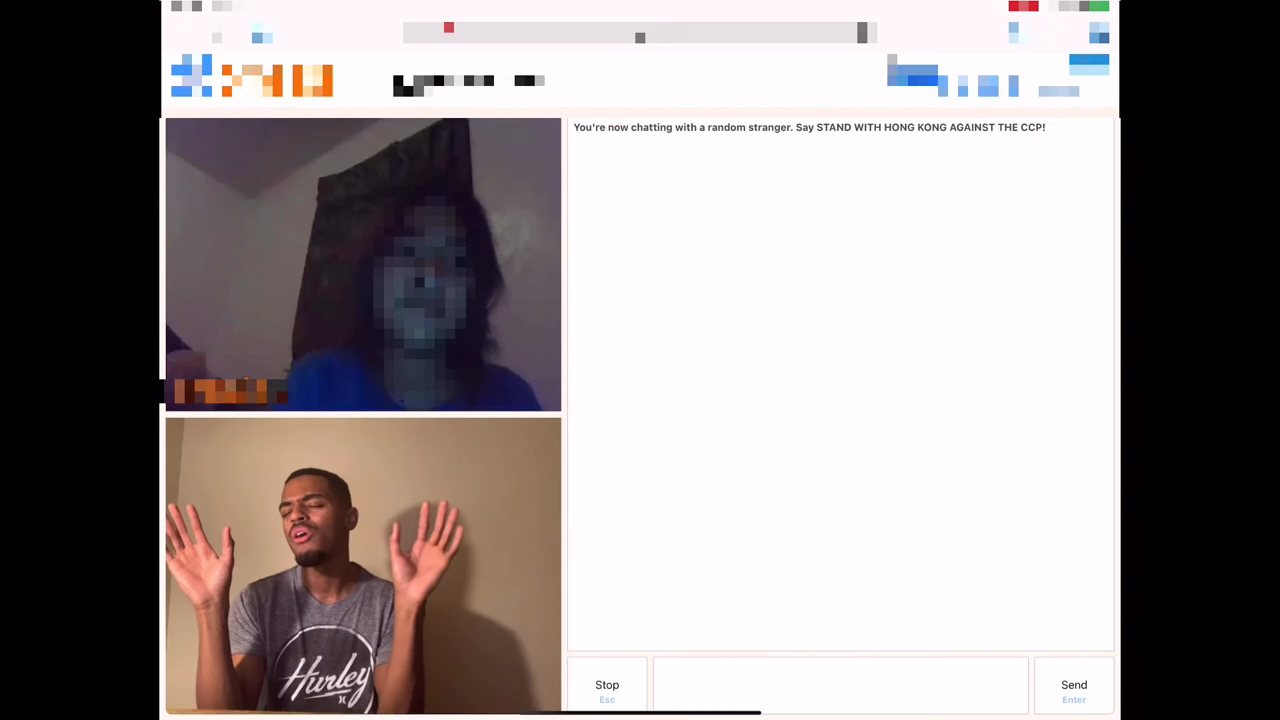 You're now chatting with a random stranger. Say STAND WITH HONG KONG AGAINST THE CCP!
Hurley
Stop
Esc
Send
Enter